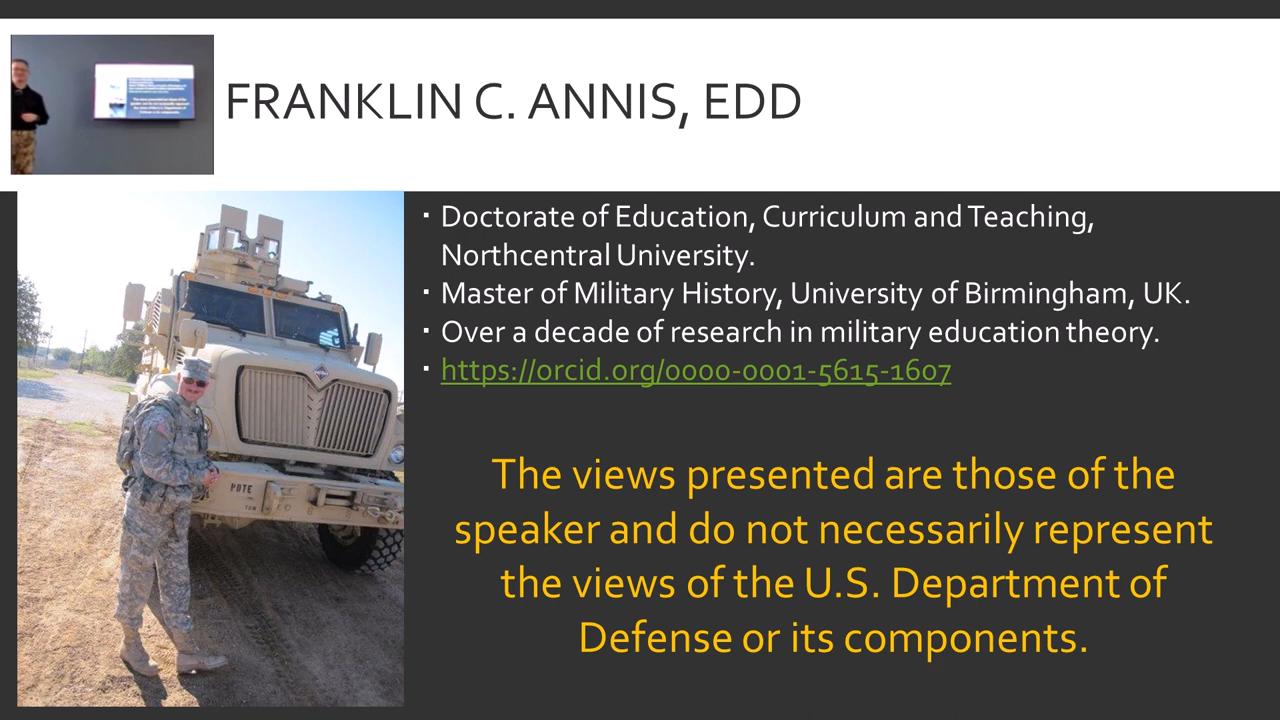 FRANKLIN C. ANNIS, EDD
▪ Doctorate of Education, Curriculum and Teaching,
Northcentral University.
▪ Master of Military History, University of Birmingham, UK.
▪ Over a decade of research in military education theory.
▪ https://orcid.org/0000-0001-5615-1607
The views presented are those of the
speaker and do not necessarily represent
the views of the U.S. Department of
Defense or its components.
PDTE